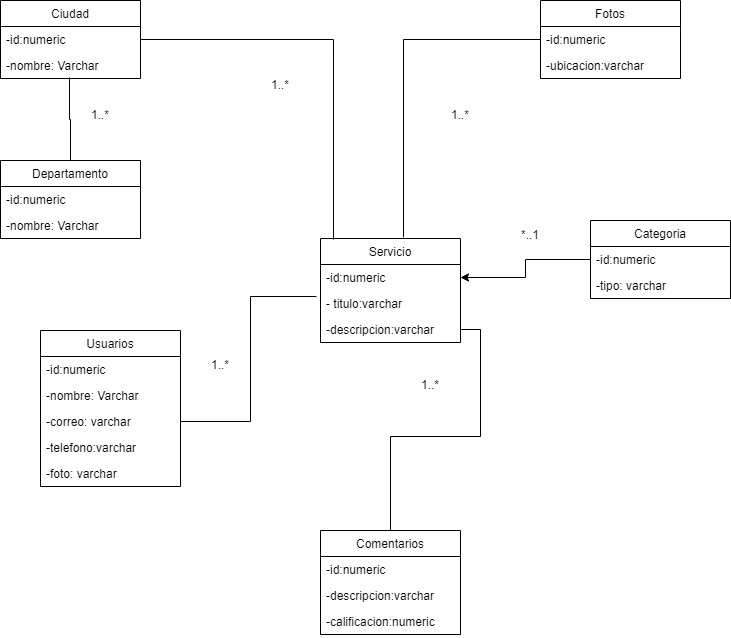 Ciudad
-id:numeric
-nombre: Varchar
Fotos
-id:numeric
-ubicacion:varchar
1..*
1..*
1..*
Departamento
-id:numeric
-nombre: Varchar
*..1
Categoria
-id:numeric
-tipo: varchar
Servicio
-id:numeric
- titulo:varchar
-descripcion:varchar
Usuarios
-id:numeric
-nombre: Varchar
-correo: varchar
-telefono:varchar
-foto: varchar
1..*
1..*
Comentarios
-id:numeric
-descripcion:varchar
-calificacion:numeric